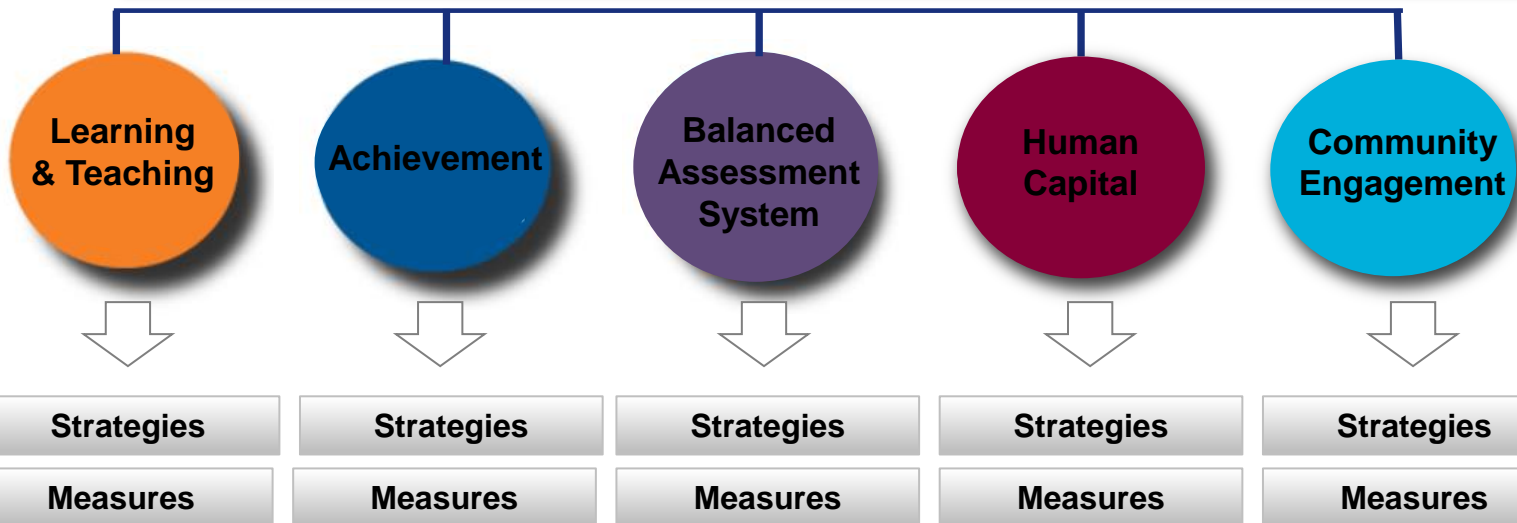 Learning
& Teaching
Achievement
Balanced
Assessment
System
Human
Capital
Community
Engagement
Strategies
Strategies
Strategies
Strategies
Strategies
Measures
Measures
Measures
Measures
Measures